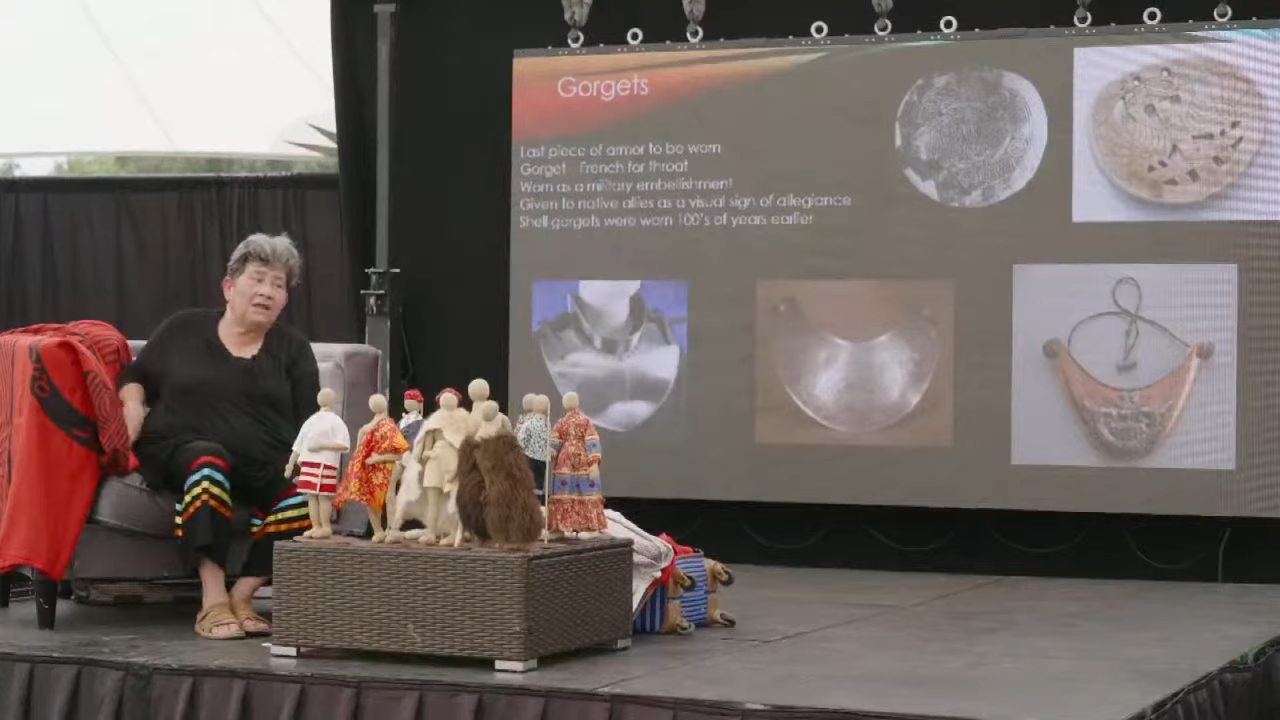 Gorgets
Last piece of armor to be worn
Gorget - French for throat
Worn as a military embellishment
Given to native allies as a visual sign of allegiance
Shell gorgets were worn 100's of years earlier